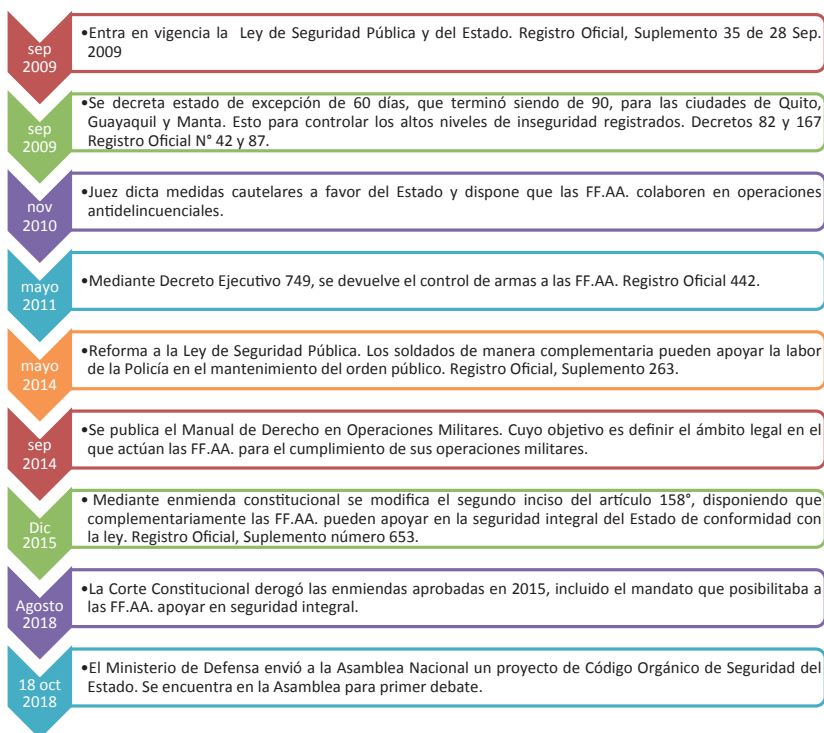 sep
2009
•Entra en vigencia la Ley de Seguridad Pública y del Estado. Registro Oficial, Suplemento 35 de 28 Sep.
2009
sep
2009
•Se decreta estado de excepción de 60 días, que terminó siendo de 90, para las ciudades de Quito,
Guayaquil y Manta. Esto para controlar los altos niveles de inseguridad registrados. Decretos 82 y 167
Registro Oficial N° 42 y 87.
nov
2010
•Juez dicta medidas cautelares a favor del Estado y dispone que las FF.AA. colaboren en operaciones
antidelincuenciales.
mayo
2011
•Mediante Decreto Ejecutivo 749, se devuelve el control de armas a las FF.AA. Registro Oficial 442.
mayo
2014
•Reforma a la Ley de Seguridad Pública. Los soldados de manera complementaria pueden apoyar la labor
de la Policía en el mantenimiento del orden público. Registro Oficial, Suplemento 263.
sep
2014
•Se publica el Manual de Derecho en Operaciones Militares. Cuyo objetivo es definir el ámbito legal en el
que actúan las FF.AA. para el cumplimiento de sus operaciones militares.
Dic
2015
• Mediante enmienda constitucional se modifica el segundo inciso del artículo 158°, disponiendo que
complementariamente las FF.AA. pueden apoyar en la seguridad integral del Estado de conformidad con
la ley. Registro Oficial, Suplemento número 653.
Agosto
2018
•La Corte Constitucional derogó las enmiendas aprobadas en 2015, incluido el mandato que posibilitaba a
las FF.AA. apoyar en seguridad integral.
18 oct
2018
•El Ministerio de Defensa envió a la Asamblea Nacional un proyecto de Código Orgánico de Seguridad del
Estado. Se encuentra en la Asamblea para primer debate.